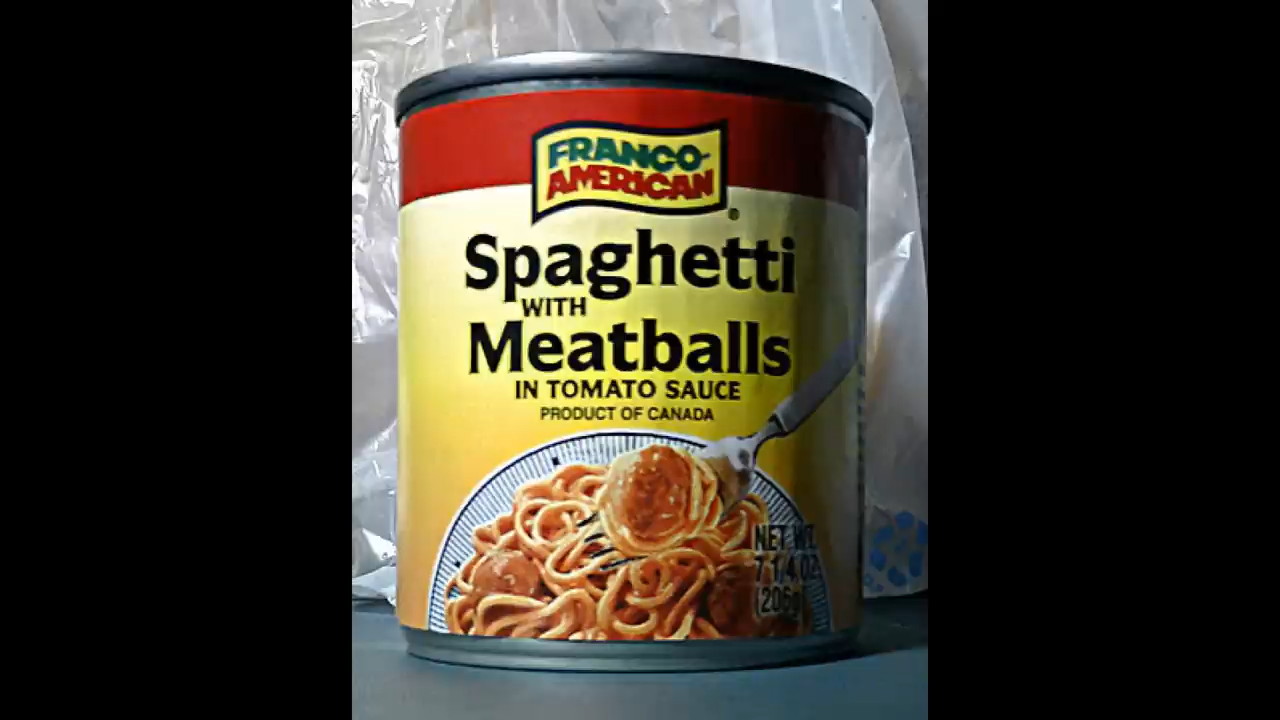 FRANCO-
AMERICAN
®
Spaghetti
WITH
Meatballs
IN TOMATO SAUCE
PRODUCT OF CANADA
NET WT.
7 1/4 OZ
(206g)